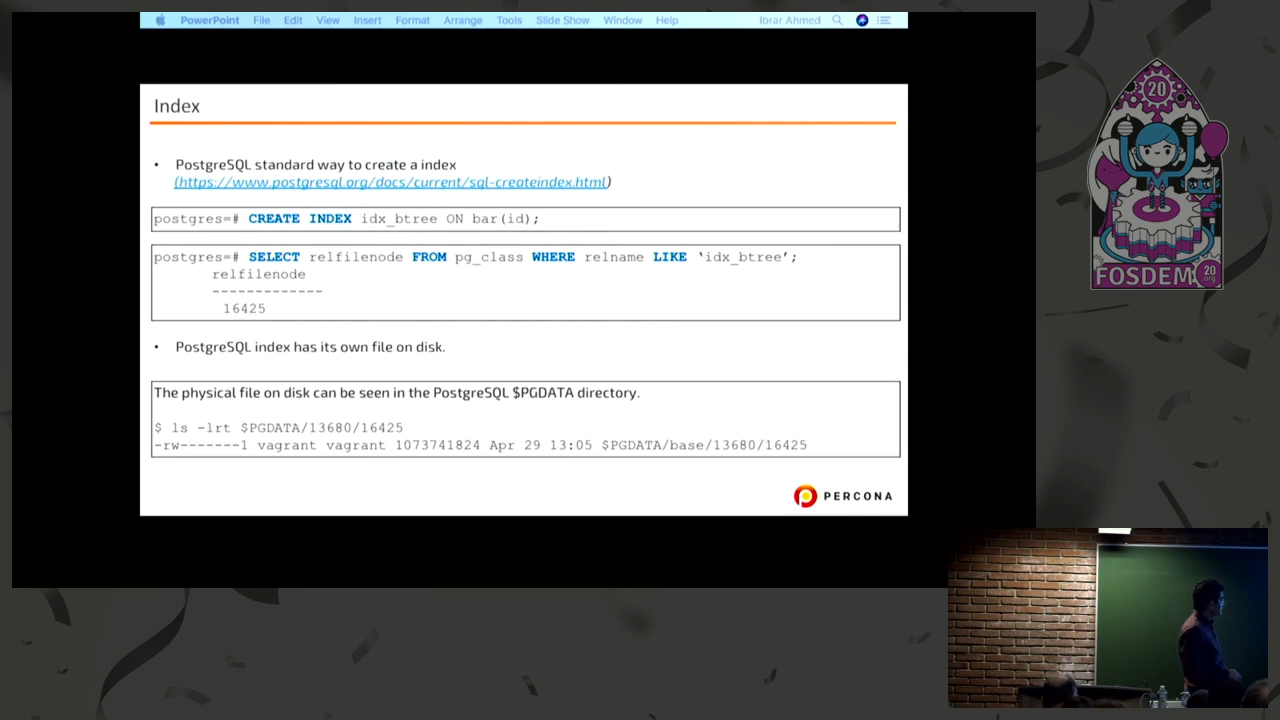 PowerPoint File Edit View Insert Format Arrange Tools Slide Show Window Help Ibrar Ahmed
Index
• PostgreSQL standard way to create a index
(https://www.postgresql.org/docs/current/sql-createindex.html)
postgres=# CREATE INDEX idx_btree ON bar(id);
postgres=# SELECT relfilenode FROM pg_class WHERE relname LIKE ‘idx_btree’;
relfilenode
-------------
16425
• PostgreSQL index has its own file on disk.
The physical file on disk can be seen in the PostgreSQL $PGDATA directory.
$ ls -lrt $PGDATA/13680/16425
-rw-------1 vagrant vagrant 1073741824 Apr 29 13:05 $PGDATA/base/13680/16425
PERCONA
20
FOSDEM 20
.org